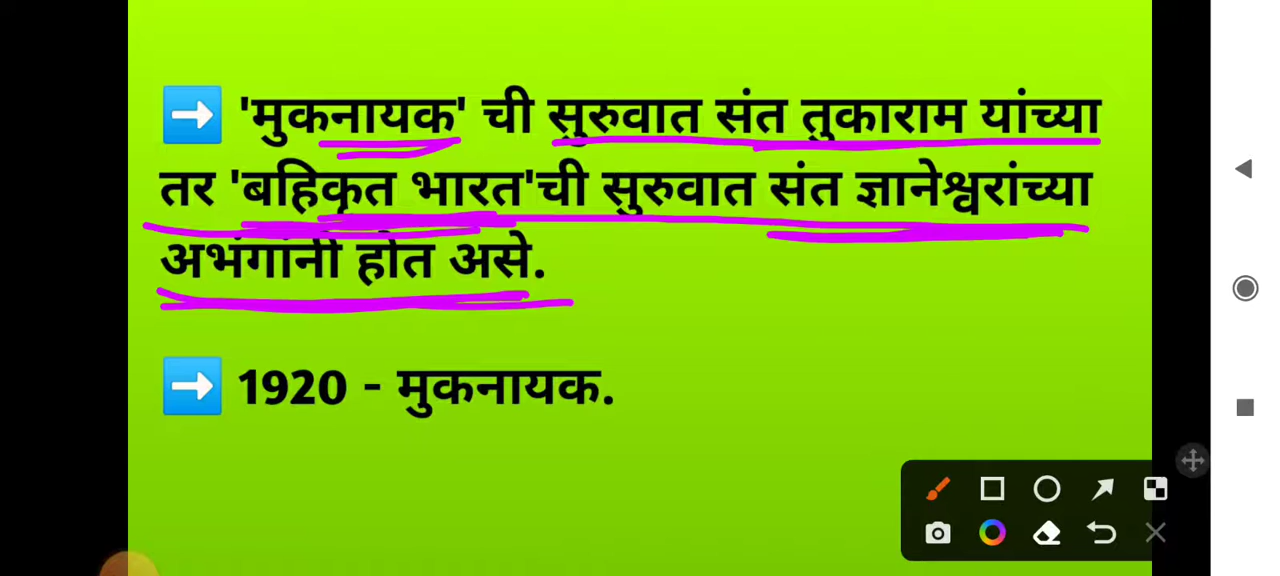 ➡ 'मुकनायक' ची सुरुवात संत तुकाराम यांच्या
तर 'बहिकृत भारत'ची सुरुवात संत ज्ञानेश्वरांच्या
अभंगांनी होत असे.
➡ 1920 - मुकनायक.